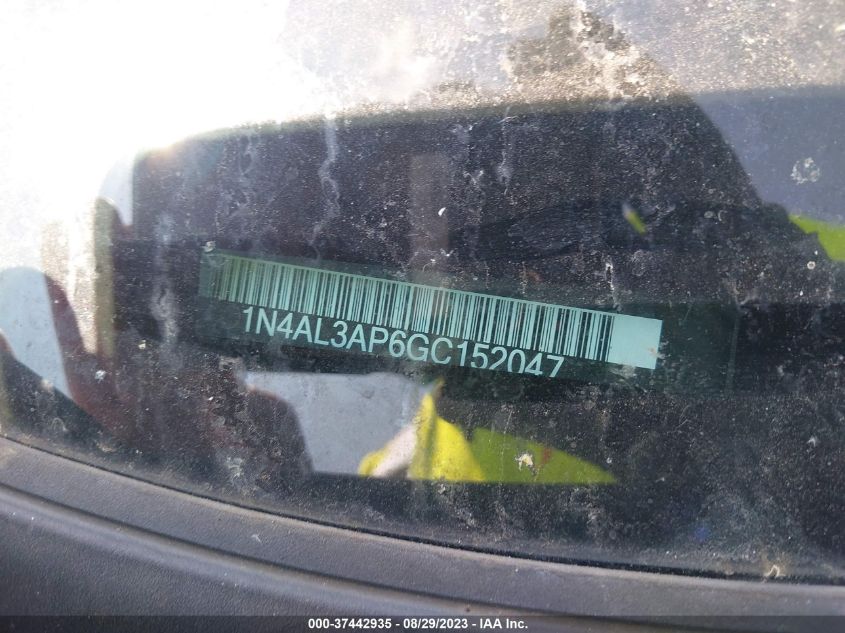 1N4AL3AP6GC152047
000-37442935 - 08/29/2023 - IAA Inc.